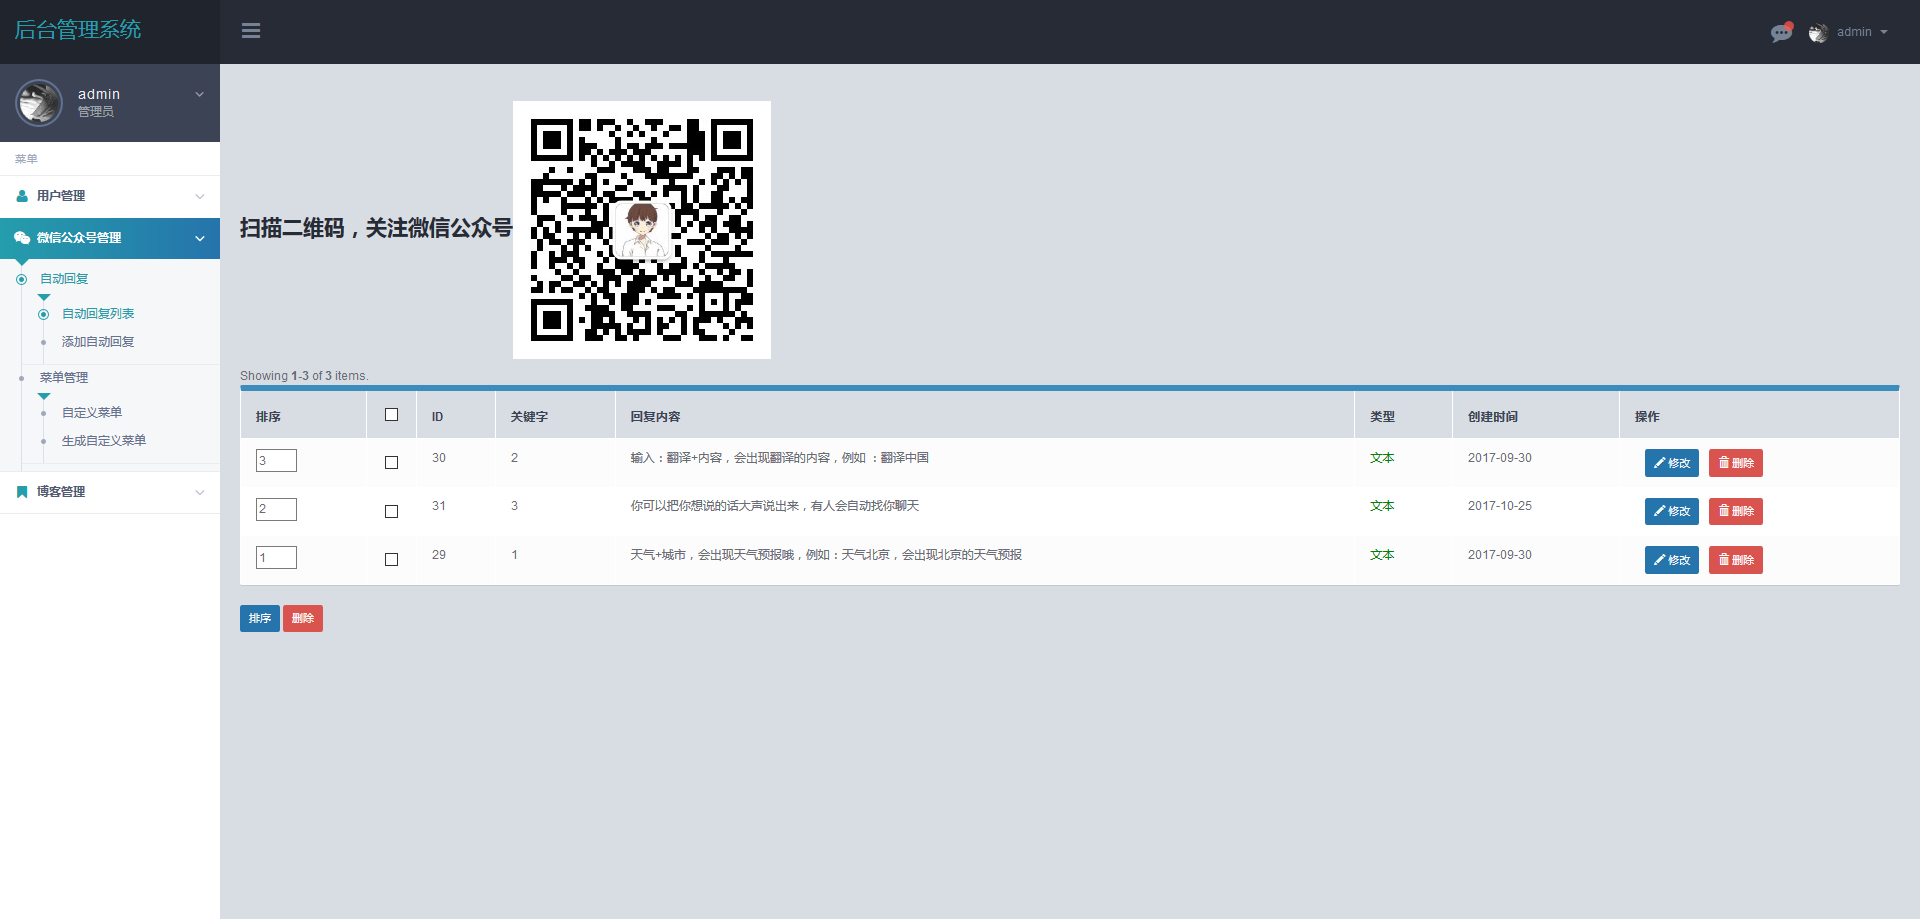 后台管理系统
admin
admin
管理员
菜单
用户管理
微信公众号管理
自动回复
自动回复列表
添加自动回复
菜单管理
自定义菜单
生成自定义菜单
博客管理
扫描二维码，关注微信公众号
Showing 1-3 of 3 items.
排序 ID 关键字 回复内容 类型 创建时间 操作
3 30 2 输入：翻译+内容，会出现翻译的内容，例如 ：翻译中国 文本 2017-09-30 修改 删除
2 31 3 你可以把你想说的话大声说出来，有人会自动找你聊天 文本 2017-10-25 修改 删除
1 29 1 天气+城市，会出现天气预报哦，例如：天气北京，会出现北京的天气预报 文本 2017-09-30 修改 删除
排序 删除